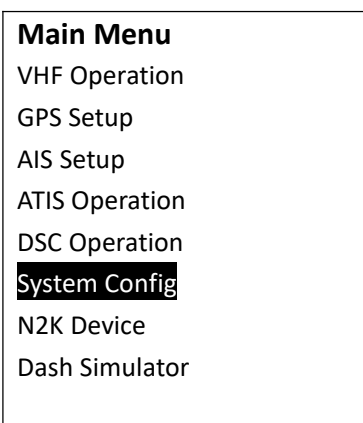 Main Menu
VHF Operation
GPS Setup
AIS Setup
ATIS Operation
DSC Operation
System Config
N2K Device
Dash Simulator